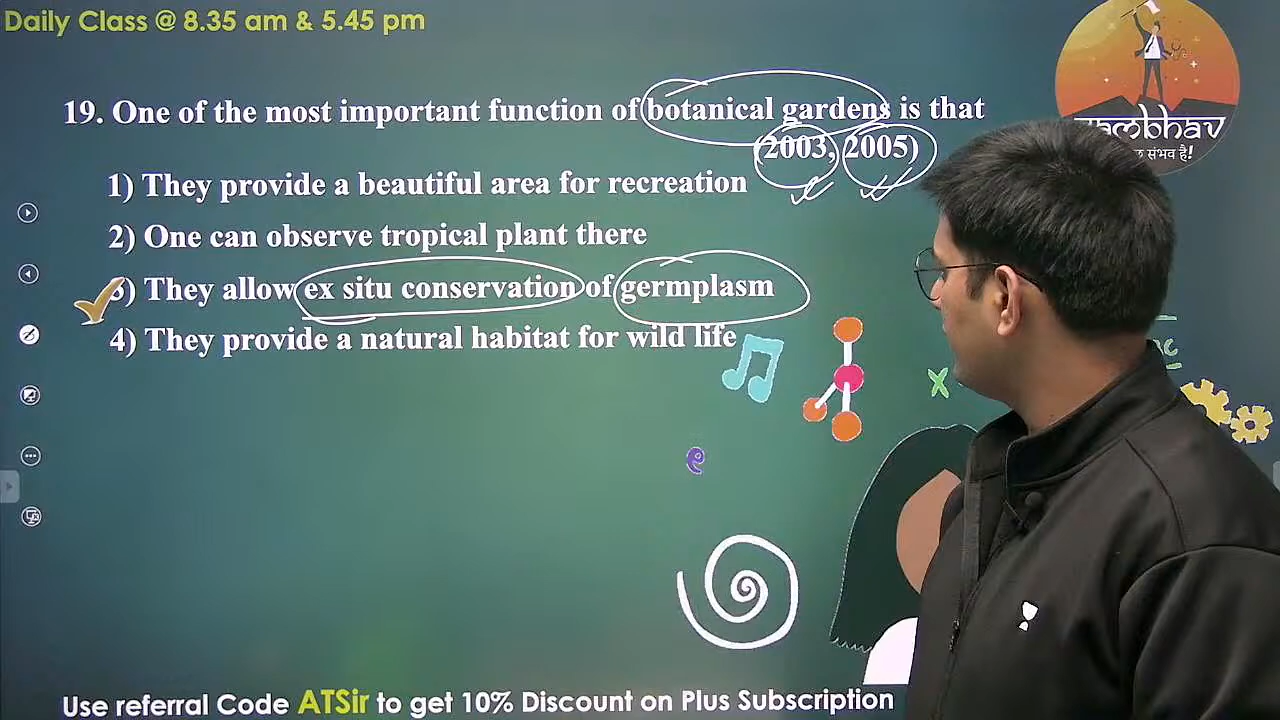 Daily Class @ 8.35 am & 5.45 pm
19. One of the most important function of botanical gardens is that
(2003, 2005)
1) They provide a beautiful area for recreation
2) One can observe tropical plant there
3) They allow ex situ conservation of germplasm
4) They provide a natural habitat for wild life
संभव है!
x
e
Use referral Code ATSir to get 10% Discount on Plus Subscription